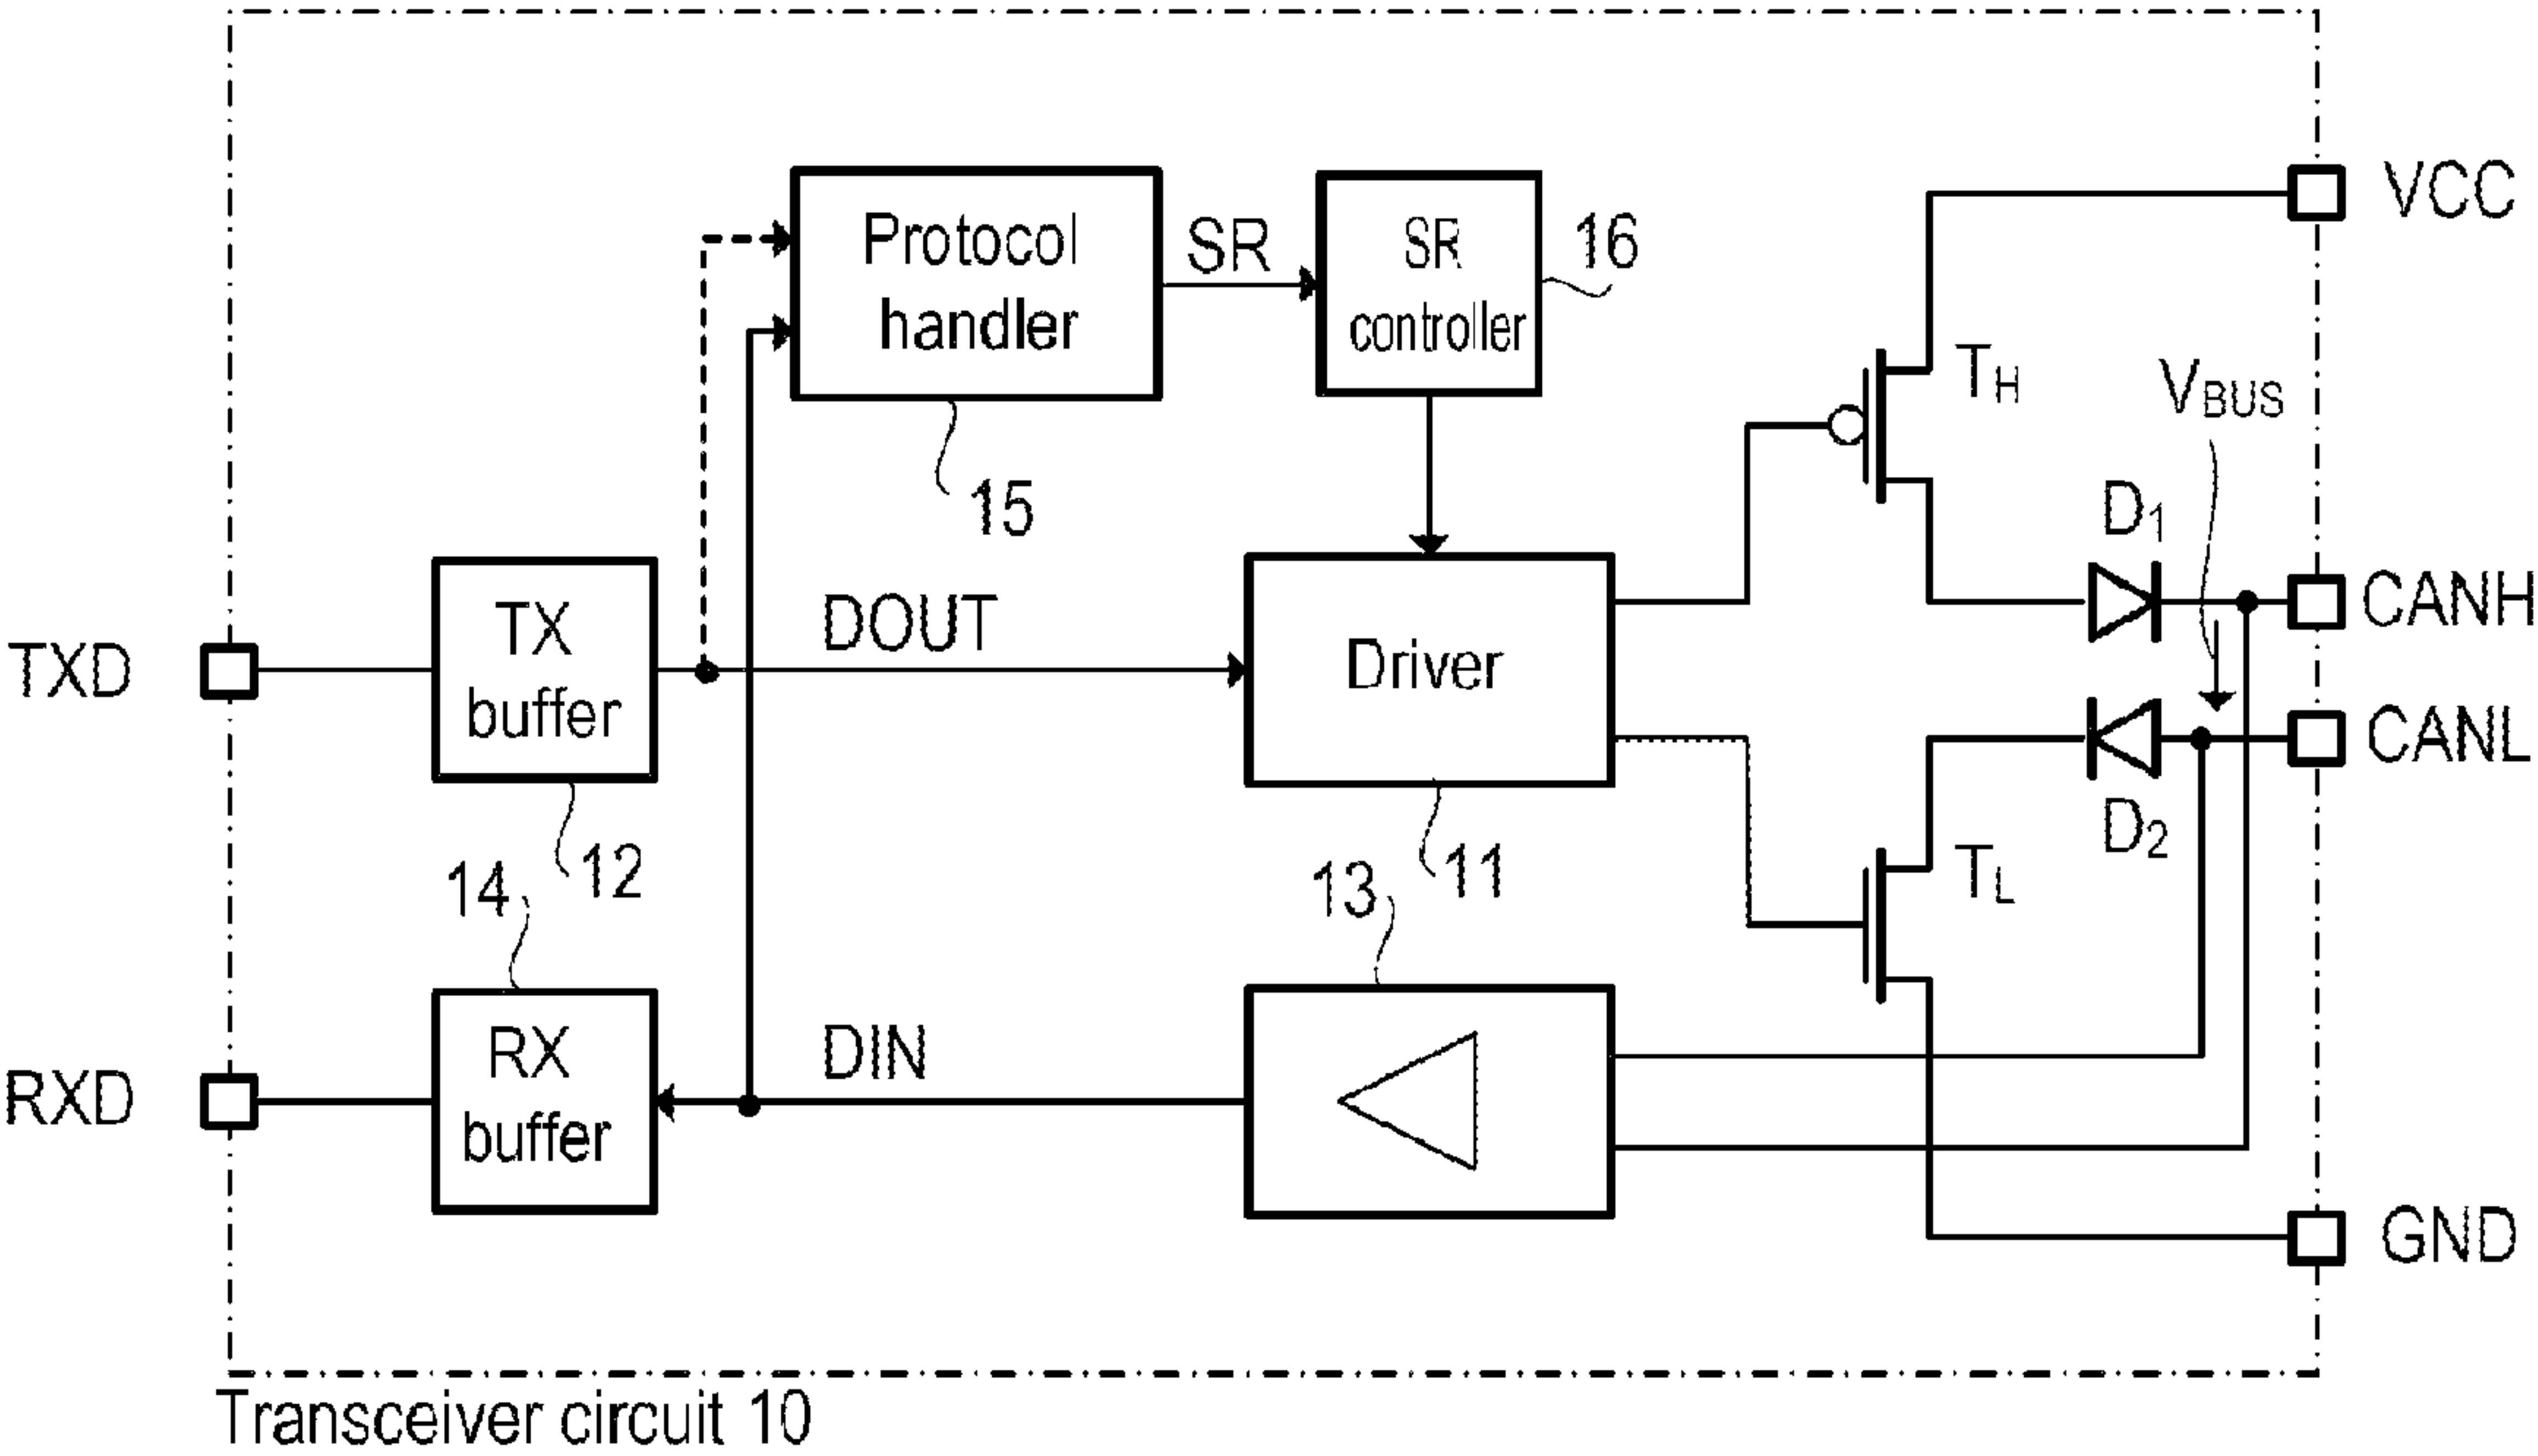 VCC
Protocol
handler
SR
SR
controller
16
TH
VBUS
15
D1
CANH
TXD
TX
buffer
DOUT
Driver
CANL
D2
12
11
TL
14
13
RXD
RX
buffer
DIN
GND
Transceiver circuit 10